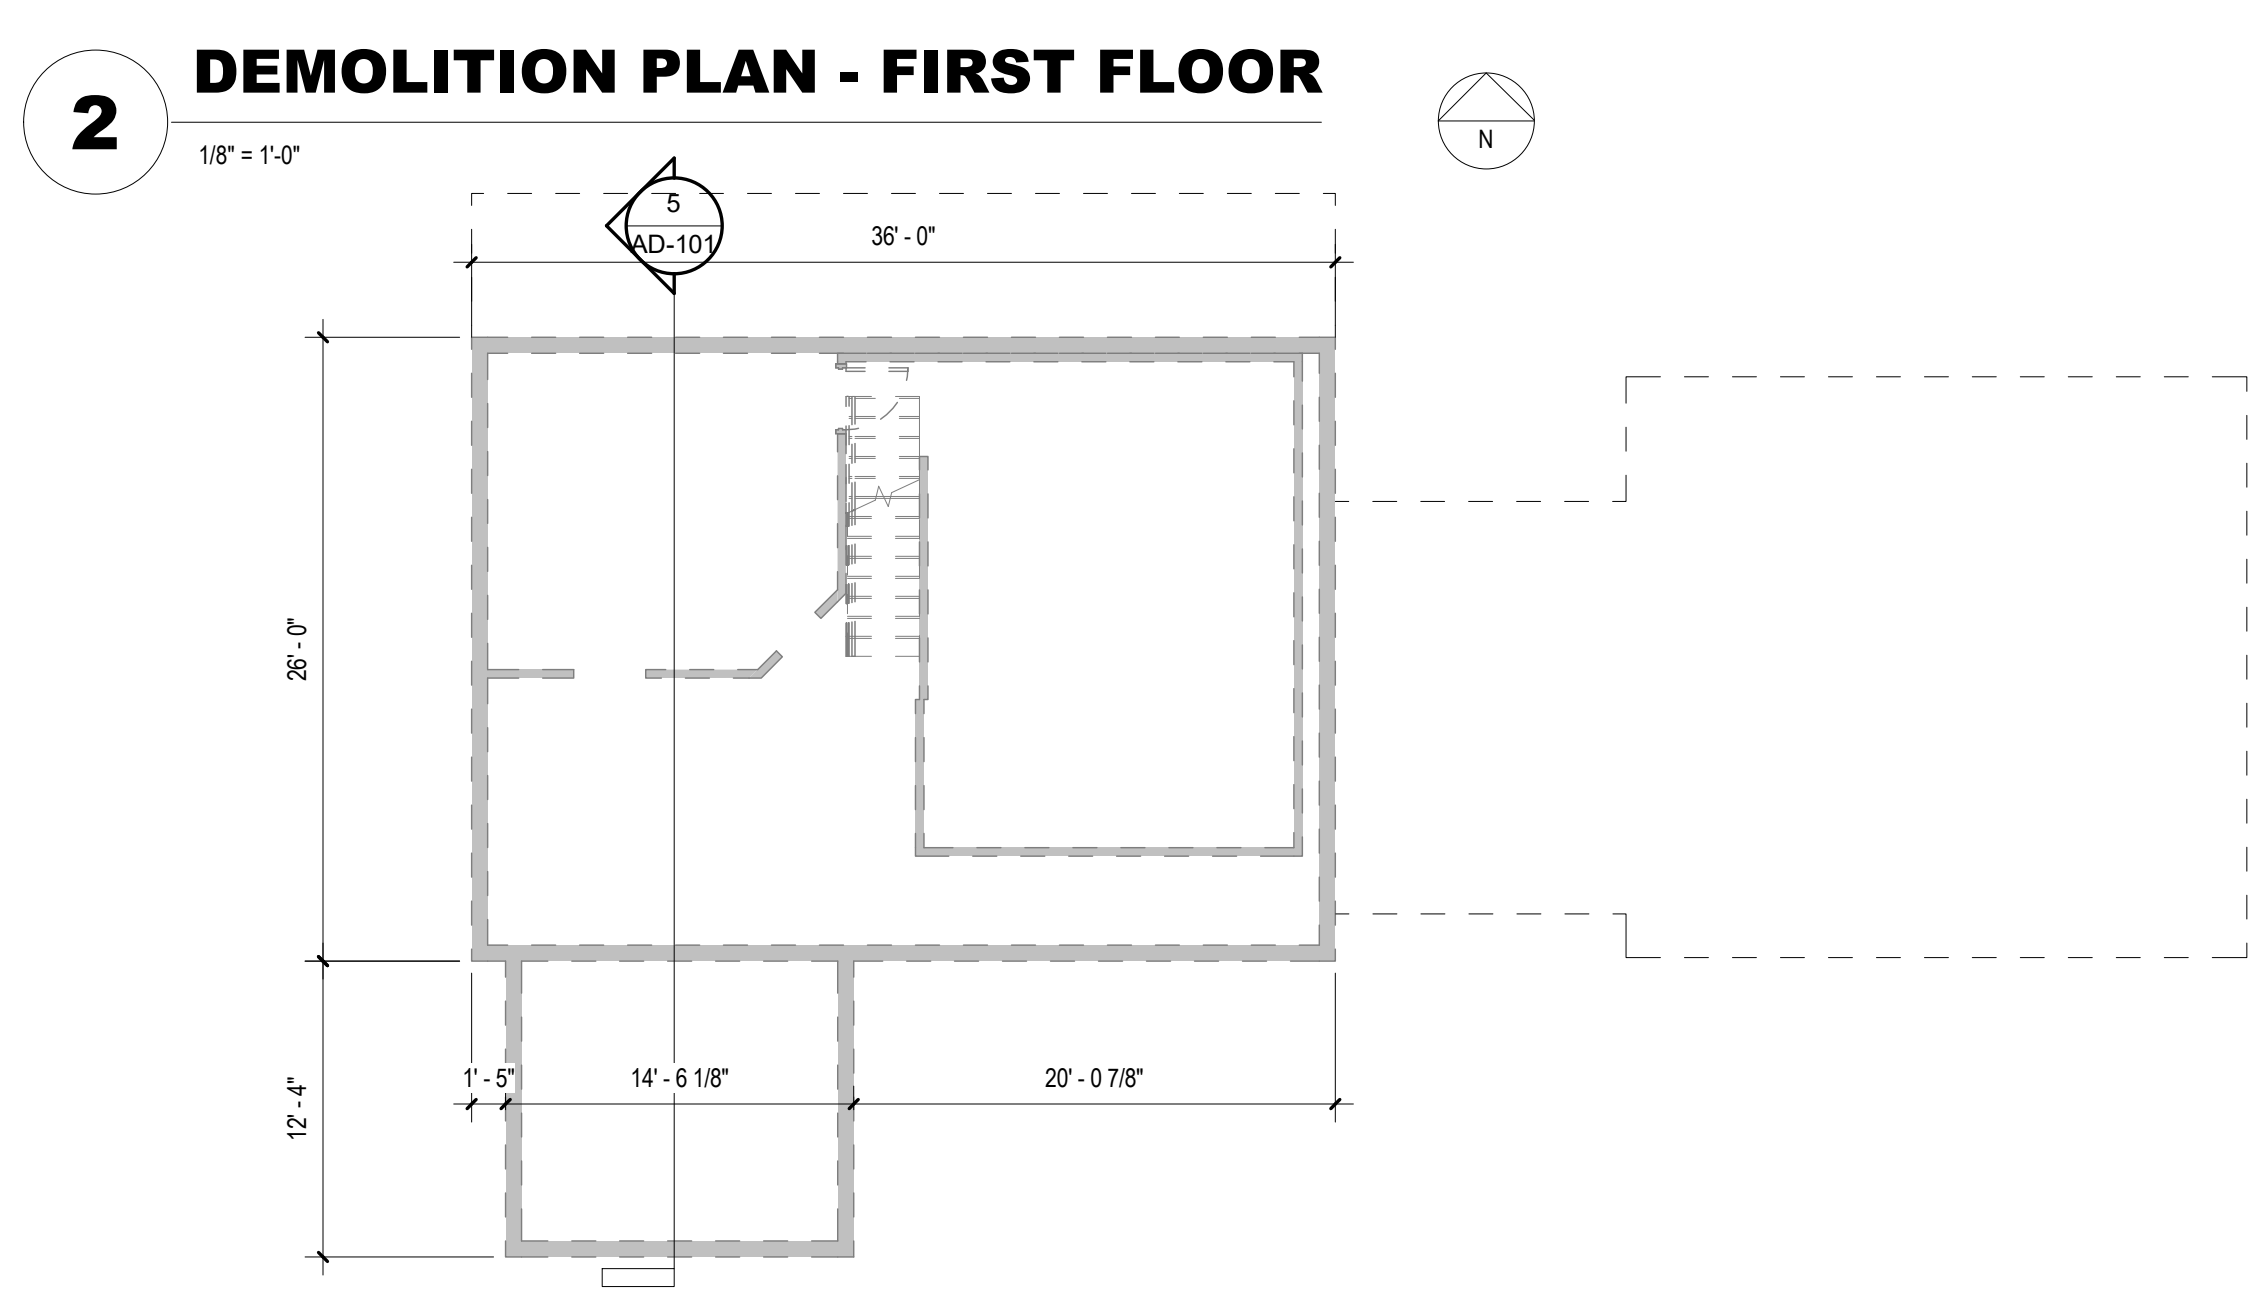 2
DEMOLITION PLAN - FIRST FLOOR
1/8" = 1'-0"
N
5
AD-101
36' - 0"
26' - 0"
12' - 4"
1' - 5"
14' - 6 1/8"
20' - 0 7/8"